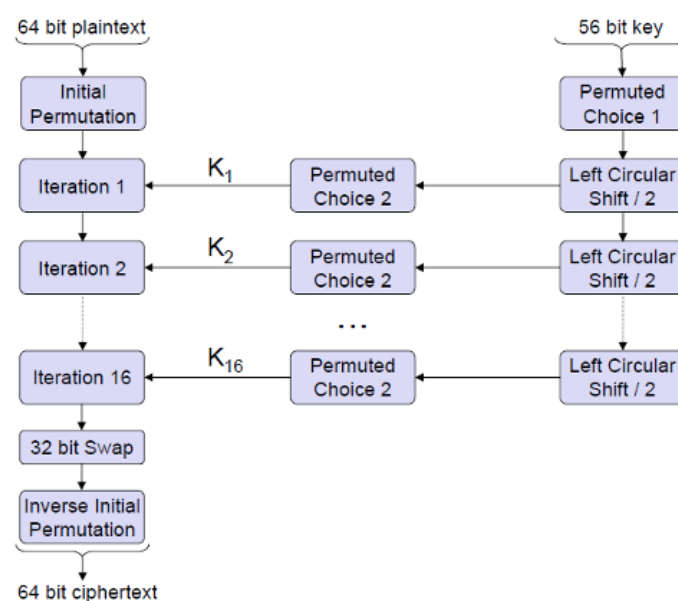 64 bit plaintext
56 bit key
Initial
Permutation
Permuted
Choice 1
Iteration 1
K1
Permuted
Choice 2
Left Circular
Shift / 2
Iteration 2
K2
Permuted
Choice 2
Left Circular
Shift / 2
...
Iteration 16
K16
Permuted
Choice 2
Left Circular
Shift / 2
32 bit Swap
Inverse Initial
Permutation
64 bit ciphertext